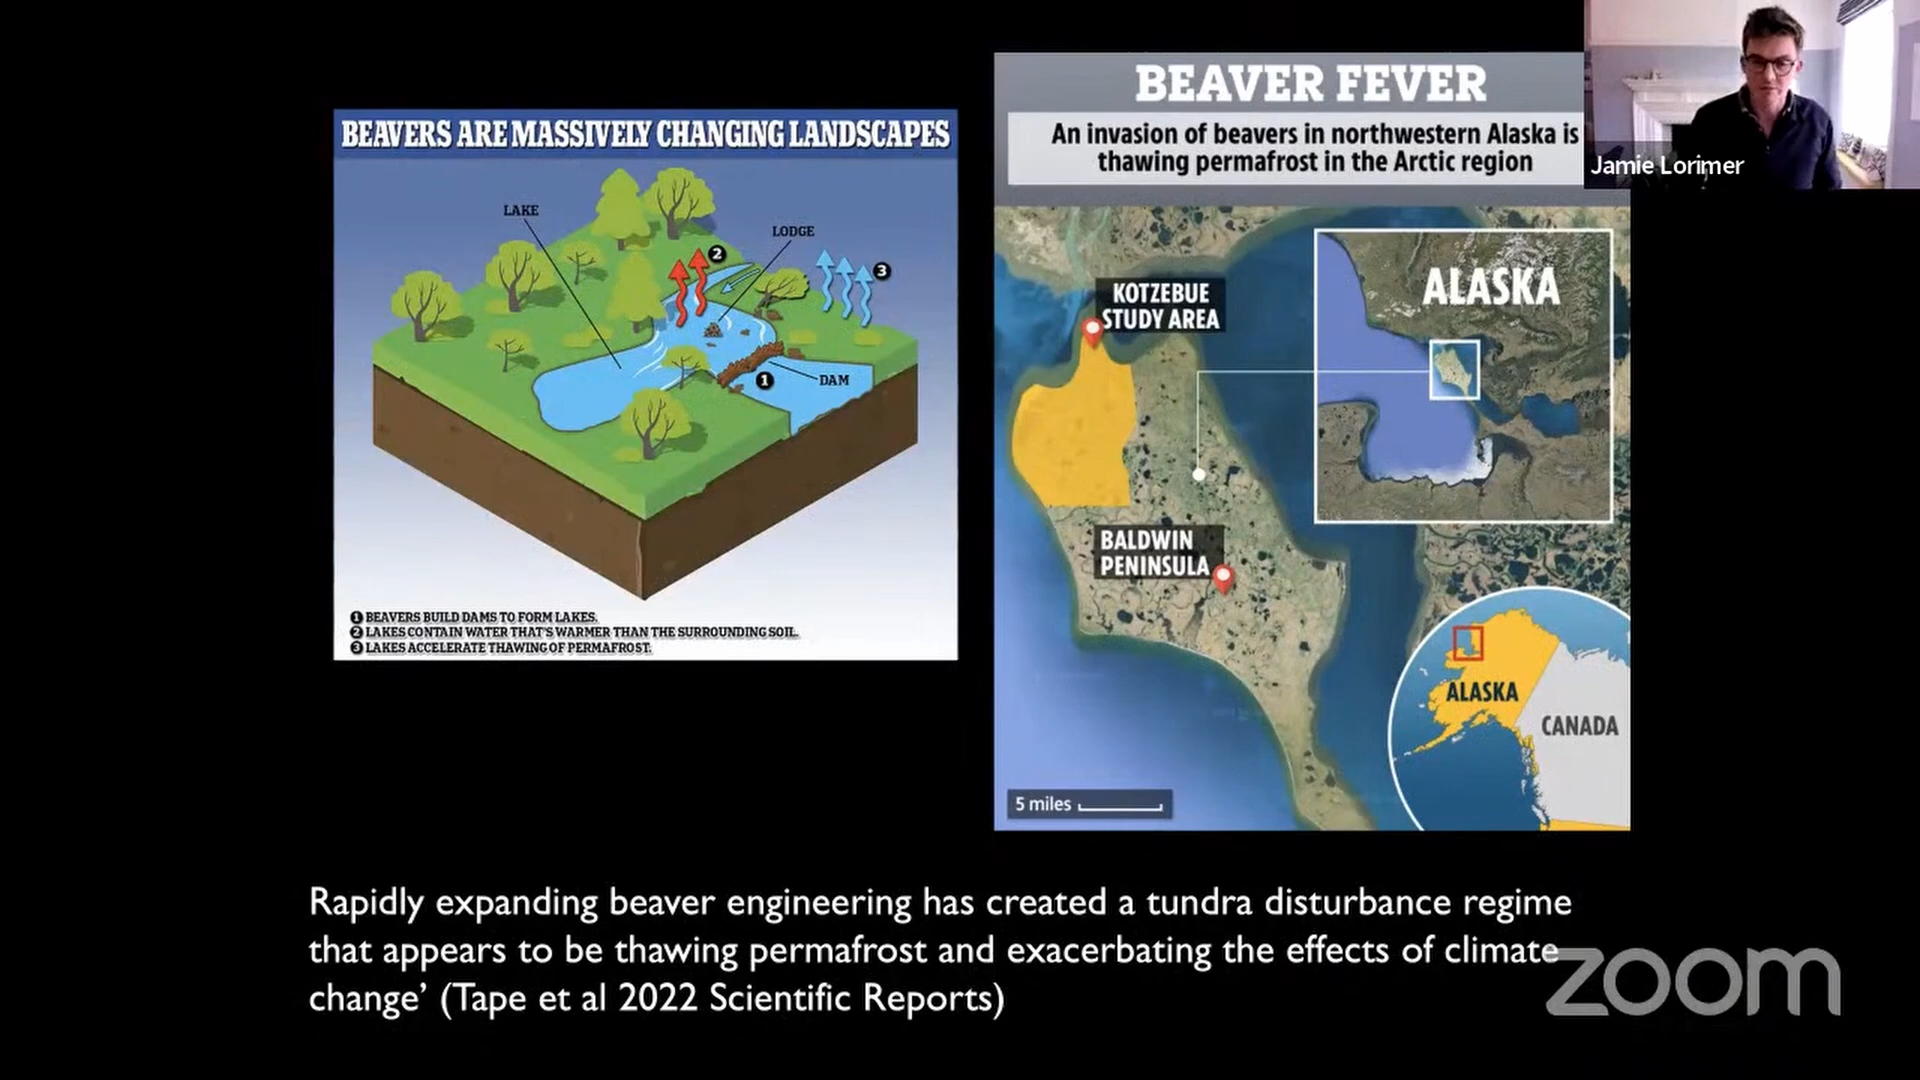 BEAVERS ARE MASSIVELY CHANGING LANDSCAPES
LAKE
LODGE
2
3
1
DAM
1 BEAVERS BUILD DAMS TO FORM LAKES.
2 LAKES CONTAIN WATER THAT'S WARMER THAN THE SURROUNDING SOIL.
3 LAKES ACCELERATE THAWING OF PERMAFROST.
BEAVER FEVER
An invasion of beavers in northwestern Alaska is
thawing permafrost in the Arctic region
KOTZEBUE
STUDY AREA
ALASKA
BALDWIN
PENINSULA
ALASKA
CANADA
5 miles
Jamie Lorimer
Rapidly expanding beaver engineering has created a tundra disturbance regime
that appears to be thawing permafrost and exacerbating the effects of climate
change’ (Tape et al 2022 Scientific Reports)
zoom